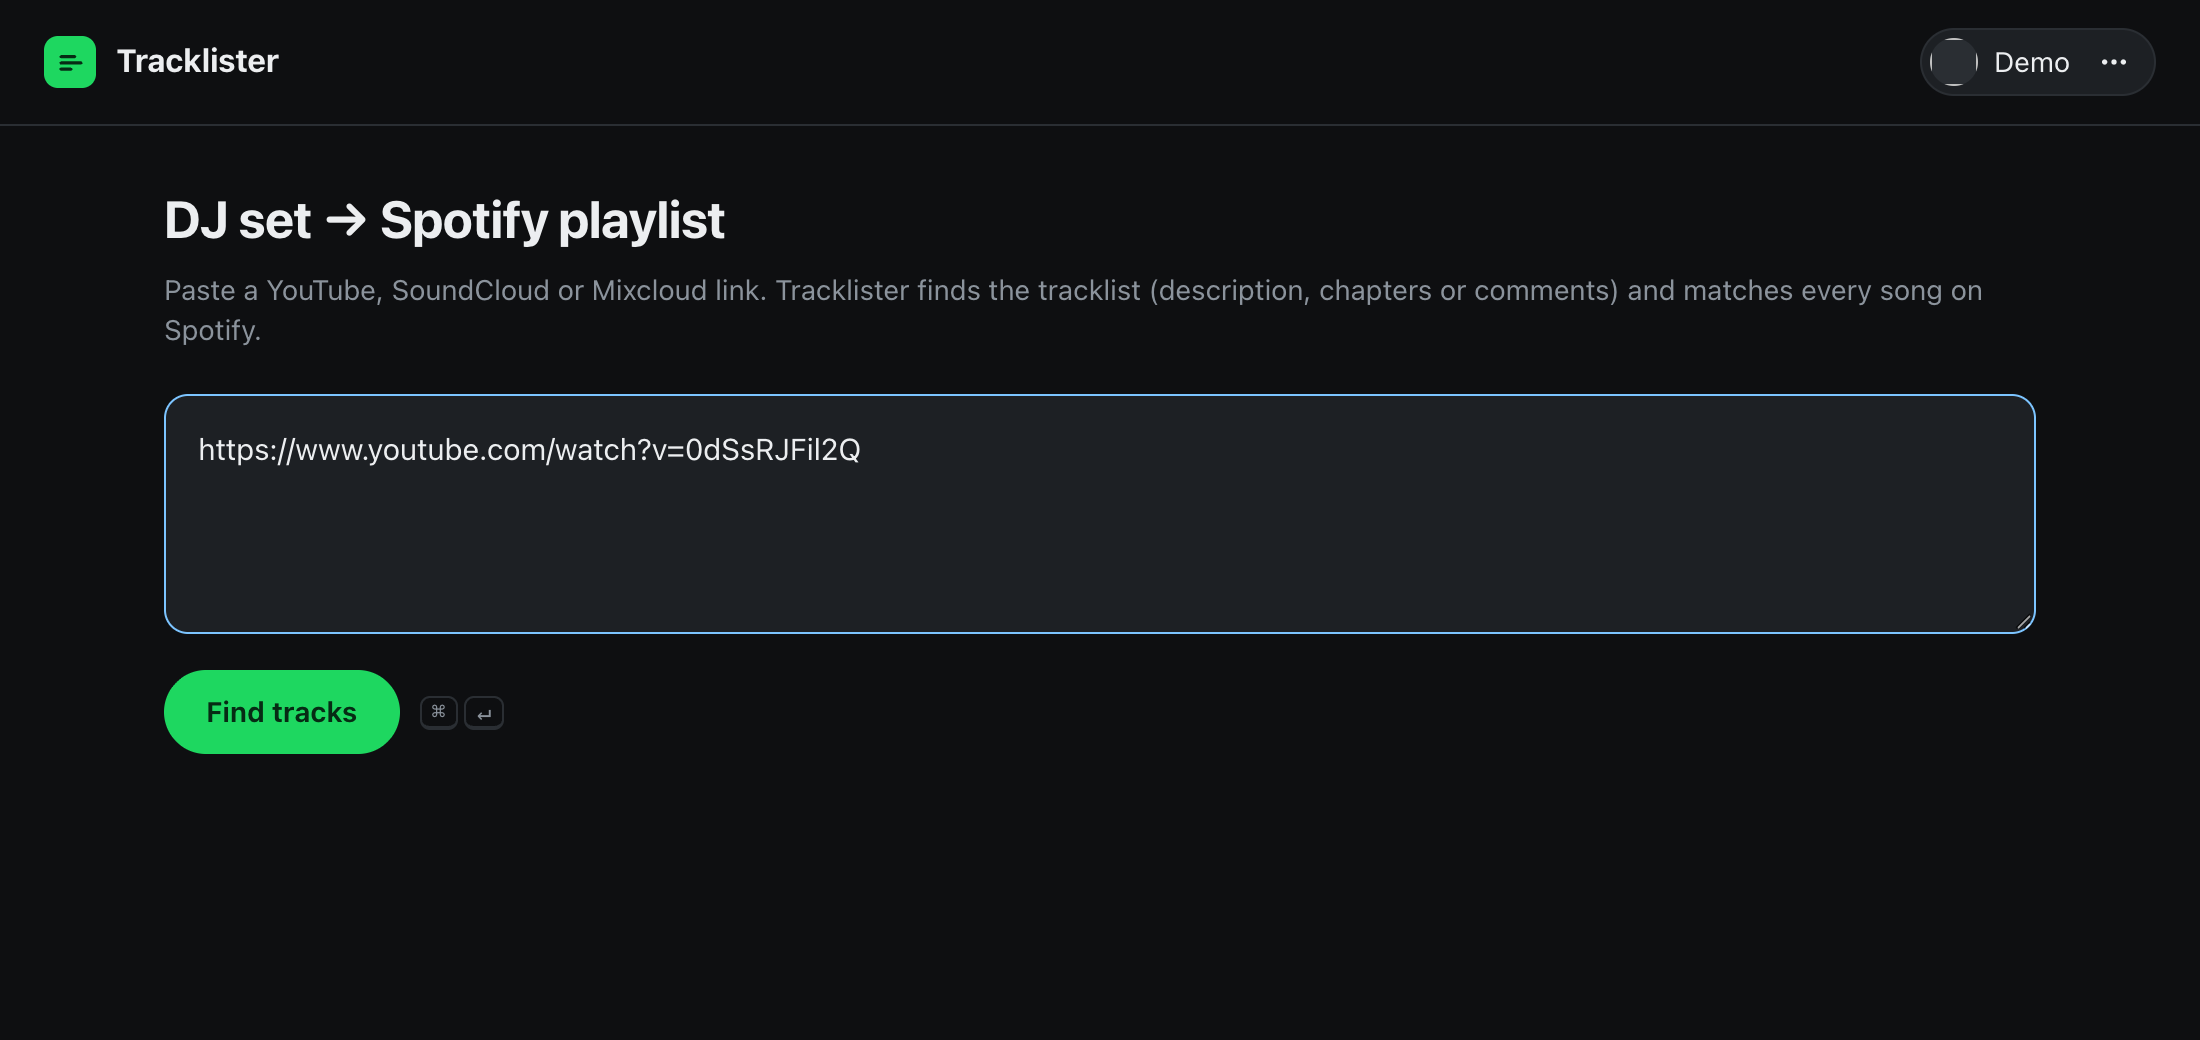 Tracklister
Demo •••
DJ set → Spotify playlist
Paste a YouTube, SoundCloud or Mixcloud link. Tracklister finds the tracklist (description, chapters or comments) and matches every song on
Spotify.
https://www.youtube.com/watch?v=0dSsRJFil2Q
Find tracks ⌘ ↵